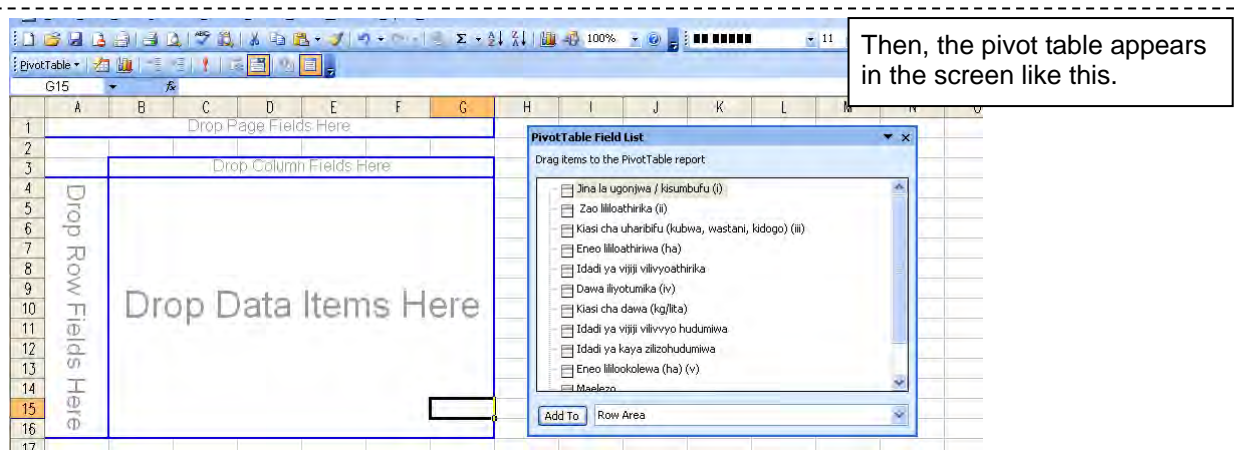 Then, the pivot table appears
in the screen like this.
100%
11
PivotTable
G15
fx
A B C D E F G H I J K L M N O
1 Drop Page Fields Here
2
3 Drop Column Fields Here
4
5
6
7
8
9
10
11
12
13
14
15
16
17
Drop Row Fields Here
Drop Data Items Here
PivotTable Field List
Drag items to the PivotTable report
Jina la ugonjwa / kisumbufu (i)
Zao lililoathirika (ii)
Kiasi cha uharibifu (kubwa, wastani, kidogo) (iii)
Eneo lililoathiriwa (ha)
Idadi ya vijiji vilivyoathirika
Dawa iliyotumika (iv)
Kiasi cha dawa (kg/lita)
Idadi ya vijiji vilivvyo hudumiwa
Idadi ya kaya zilizohudumiwa
Eneo lililookolewa (ha) (v)
Maelezo
Add To Row Area